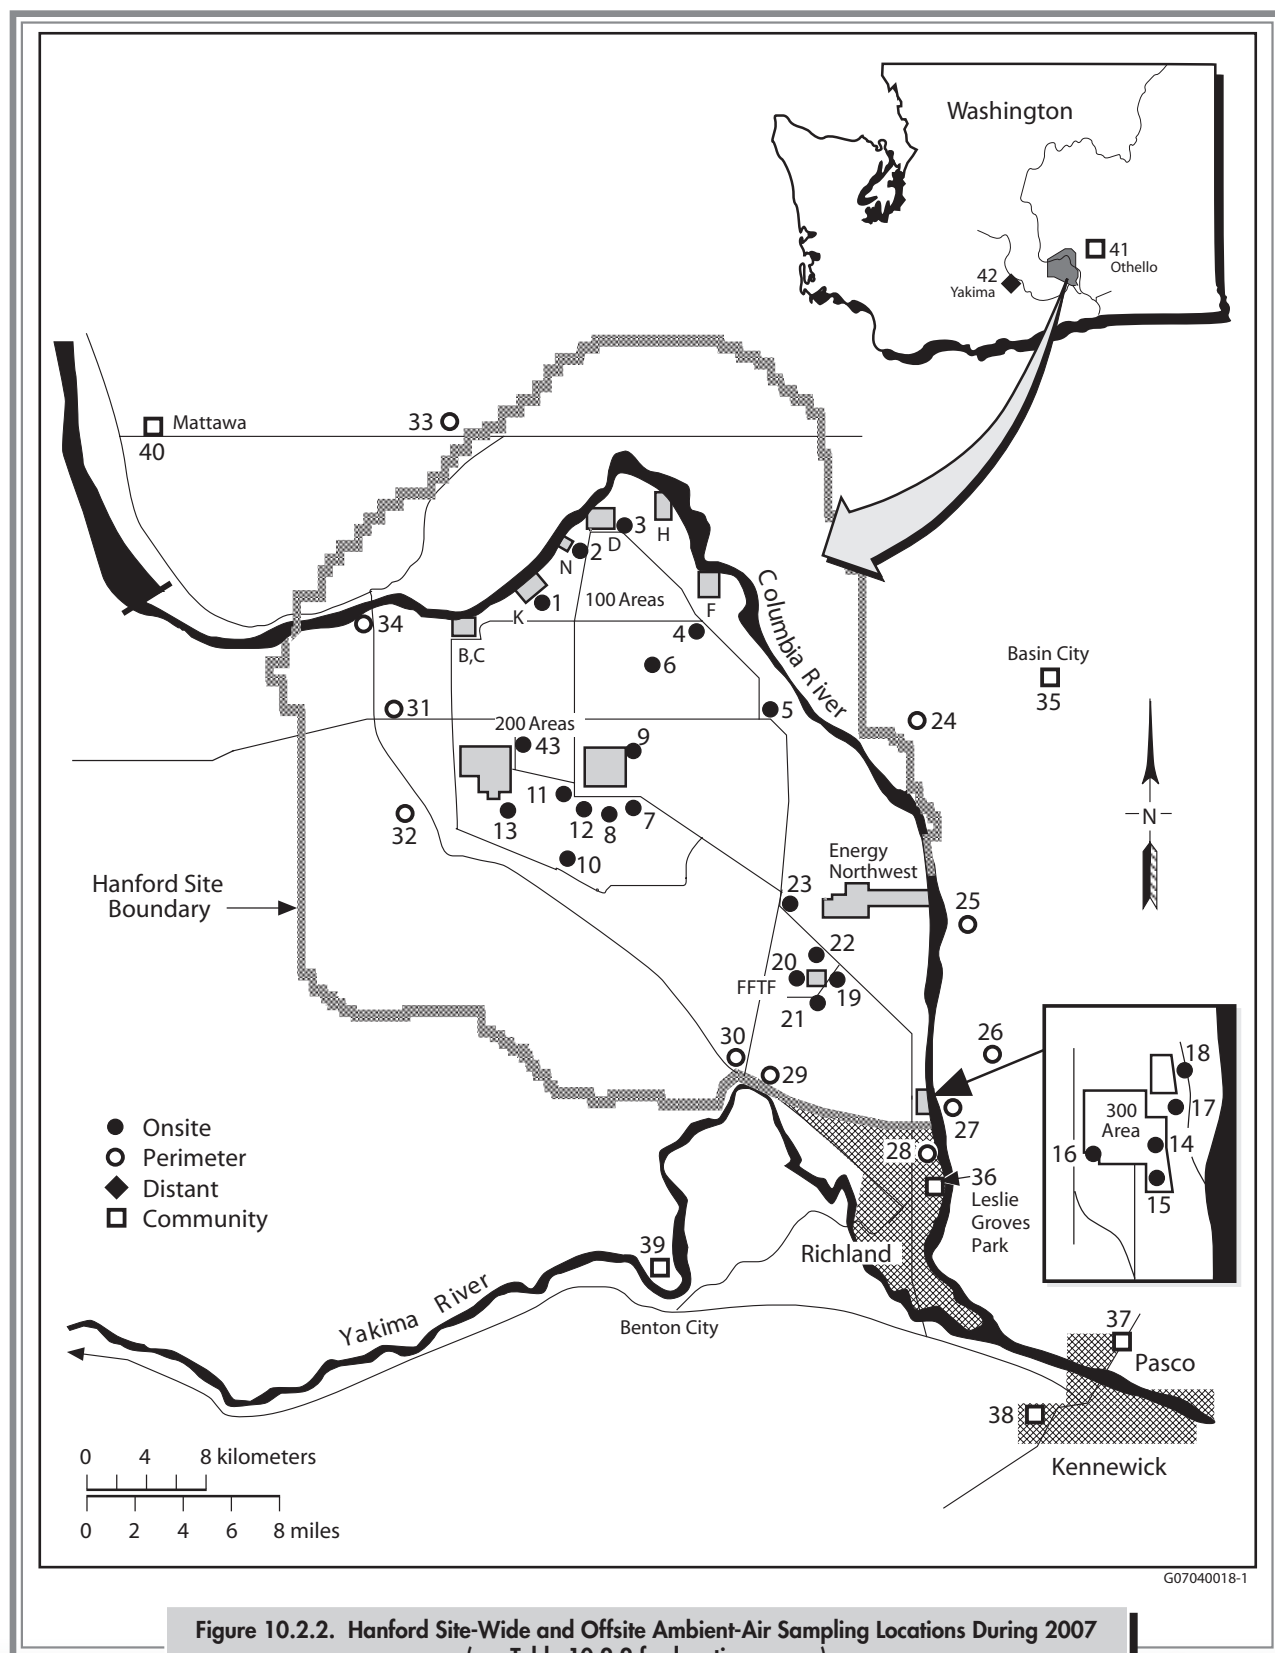 Washington
41
Othello
42
Yakima
Mattawa
40
33
3
H
D
2
N
100 Areas
F
K
1
34
4
B,C
6
Columbia River
Basin City
35
31
5
24
200 Areas
43
9
11
7
13
12
8
32
10
N
Energy
Northwest
Hanford Site
Boundary
23
25
22
20
FFTF
19
21
30
26
29
18
17
300
Area
14
16
15
27
28
36
Leslie
Groves
Park
Onsite
Perimeter
Distant
Community
39
Richland
Yakima River
Benton City
37
Pasco
38
Kennewick
0 4 8 kilometers
0 2 4 6 8 miles
G07040018-1
Figure 10.2.2. Hanford Site-Wide and Offsite Ambient-Air Sampling Locations During 2007